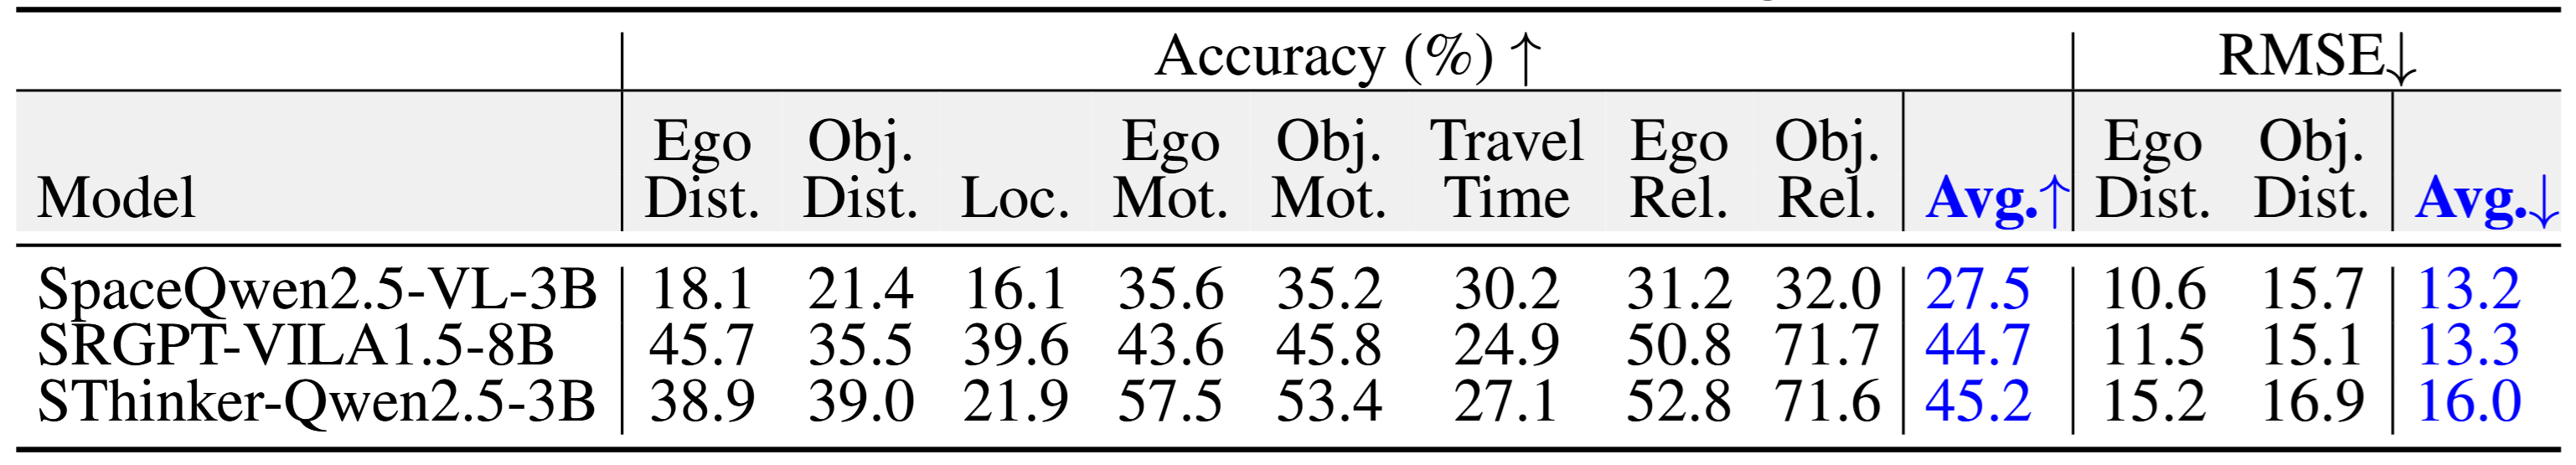 Accuracy (%) ↑ RMSE↓
Ego Obj. Ego Obj. Travel Ego Obj. Ego Obj.
Model Dist. Dist. Loc. Mot. Mot. Time Rel. Rel. Avg.↑ Dist. Dist. Avg.↓
SpaceQwen2.5-VL-3B 18.1 21.4 16.1 35.6 35.2 30.2 31.2 32.0 27.5 10.6 15.7 13.2
SRGPT-VILA1.5-8B 45.7 35.5 39.6 43.6 45.8 24.9 50.8 71.7 44.7 11.5 15.1 13.3
SThinker-Qwen2.5-3B 38.9 39.0 21.9 57.5 53.4 27.1 52.8 71.6 45.2 15.2 16.9 16.0